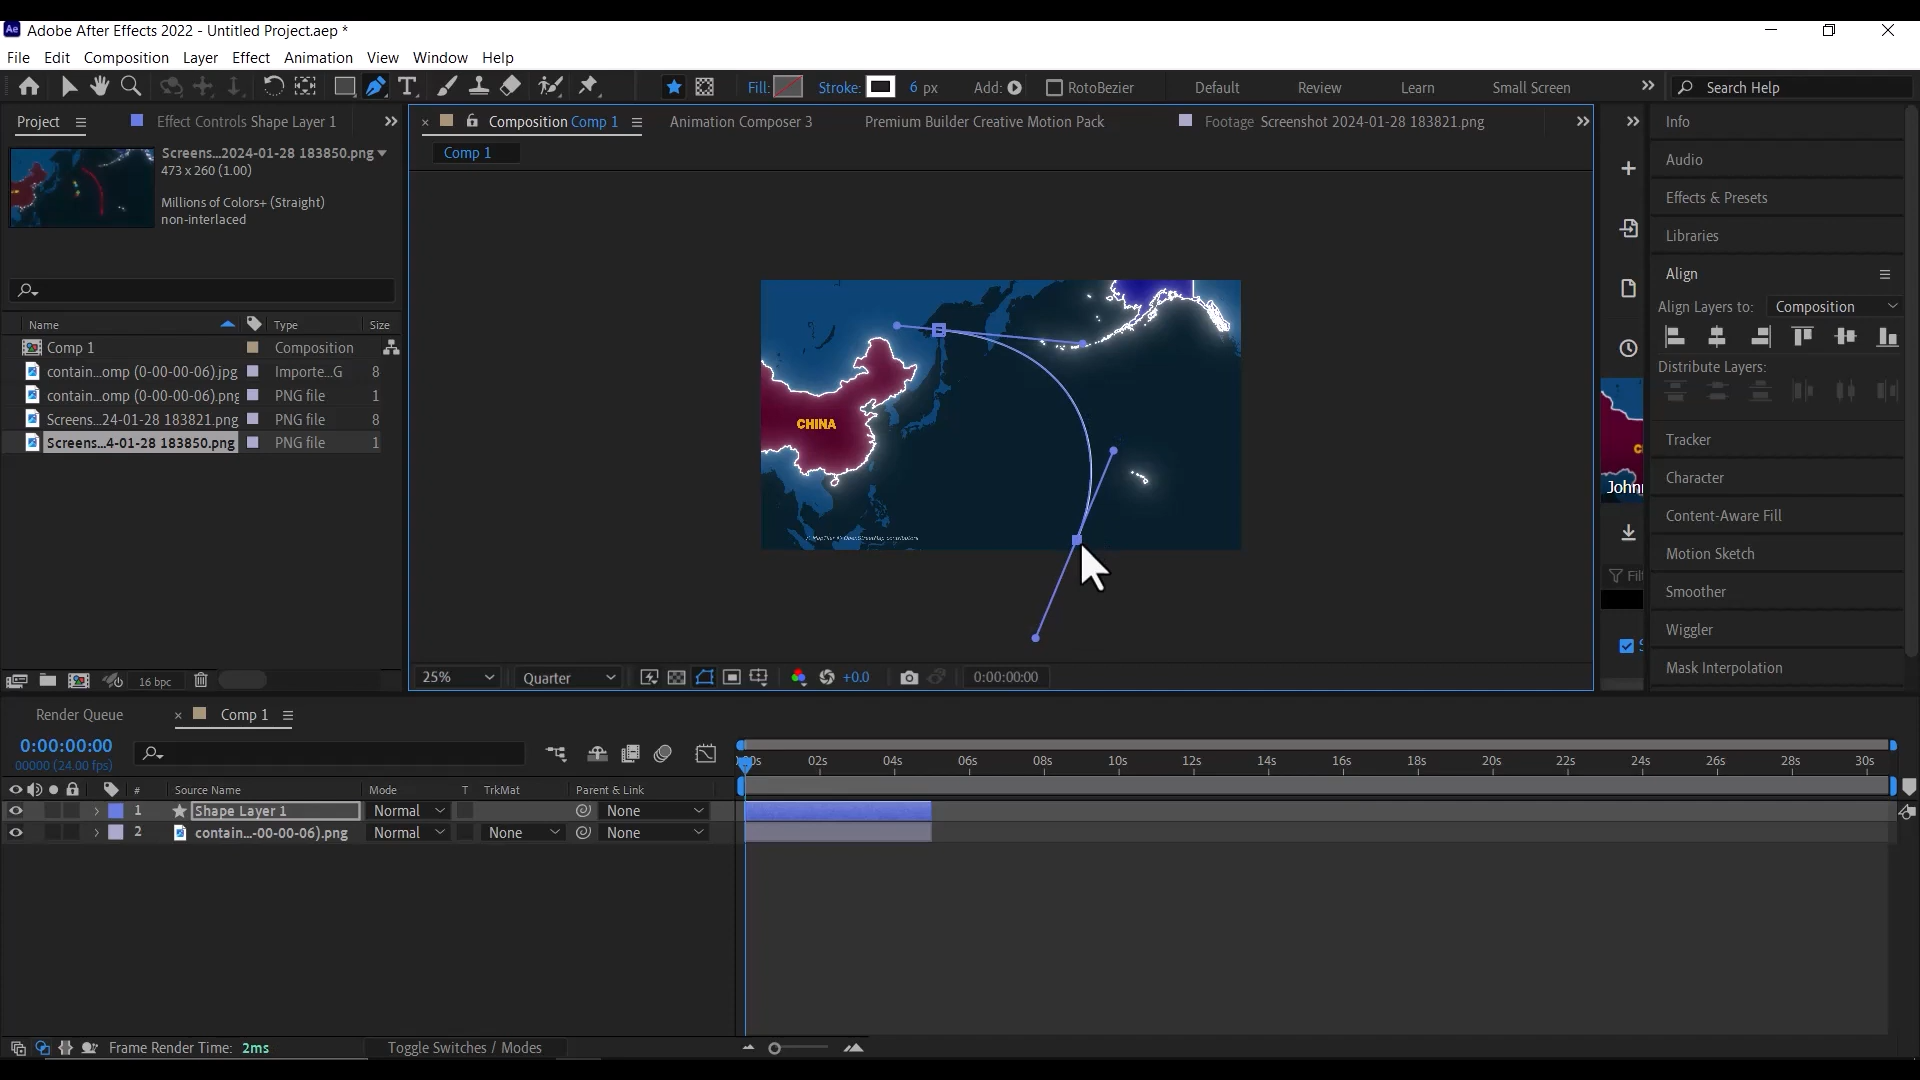 Ae Adobe After Effects 2022 - Untitled Project.aep *
File Edit Composition Layer Effect Animation View Window Help
Fill: Stroke: 6 px Add: RotoBezier Default Review Learn Small Screen Search Help
Project Effect Controls Shape Layer 1
Composition Comp 1 Animation Composer 3 Premium Builder Creative Motion Pack Footage Screenshot 2024-01-28 183821.png
Comp 1
Screens...2024-01-28 183850.png
473 x 260 (1.00)
Millions of Colors+ (Straight)
non-interlaced
Name Type Size
Comp 1 Composition
contain...omp (0-00-00-06).jpg Importe...G 8
contain...omp (0-00-00-06).png PNG file 1
Screens...24-01-28 183821.png PNG file 8
Screens...4-01-28 183850.png PNG file 1
16 bpc
CHINA
© MapTiler © OpenStreetMap contributors
25% Quarter +0.0 0:00:00:00
Johnn
Info
Audio
Effects & Presets
Libraries
Align
Align Layers to: Composition
Distribute Layers:
Tracker
Character
Content-Aware Fill
Motion Sketch
Smoother
Wiggler
Mask Interpolation
Render Queue Comp 1
0:00:00:00
00000 (24.00 fps)
02s 04s 06s 08s 10s 12s 14s 16s 18s 20s 22s 24s 26s 28s 30s
# Source Name Mode T TrkMat Parent & Link
1 Shape Layer 1 Normal None
2 contain...-00-00-06).png Normal None None
Frame Render Time: 2ms Toggle Switches / Modes